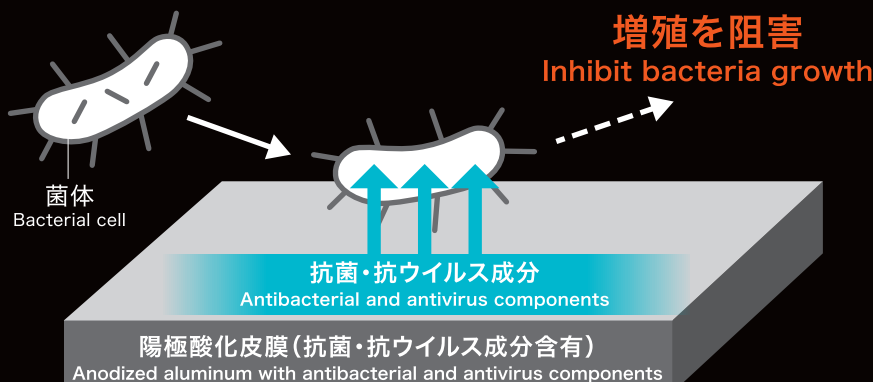 増殖を阻害
Inhibit bacteria growth
菌体
Bacterial cell
抗菌・抗ウイルス成分
Antibacterial and antivirus components
陽極酸化皮膜（抗菌・抗ウイルス成分含有）
Anodized aluminum with antibacterial and antivirus components